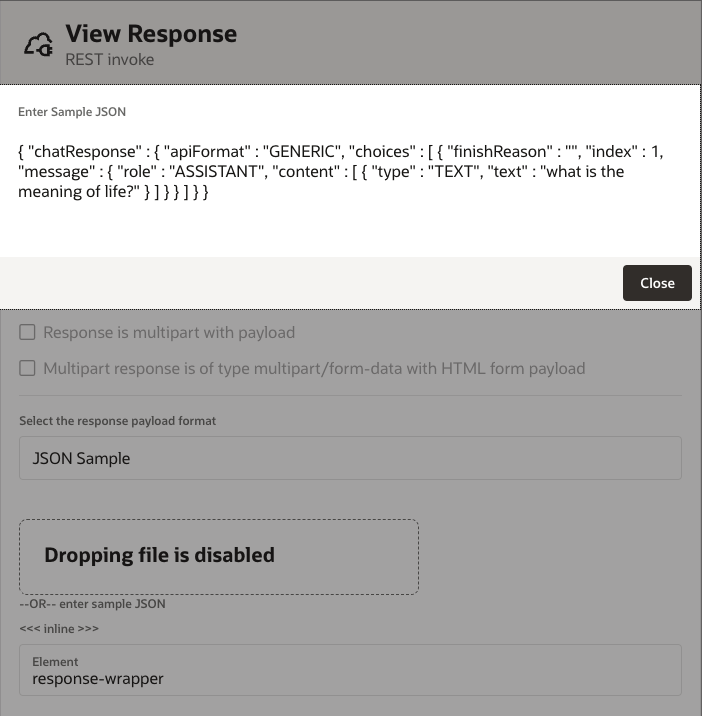 View Response
REST invoke
Enter Sample JSON
{ "chatResponse" : { "apiFormat" : "GENERIC", "choices" : [ { "finishReason" : "", "index" : 1,
"message" : { "role" : "ASSISTANT", "content" : [ { "type" : "TEXT", "text" : "what is the
meaning of life?" } ] } } ] } }
Close
Response is multipart with payload
Multipart response is of type multipart/form-data with HTML form payload
Select the response payload format
JSON Sample
Dropping file is disabled
--OR-- enter sample JSON
<<< inline >>>
Element
response-wrapper